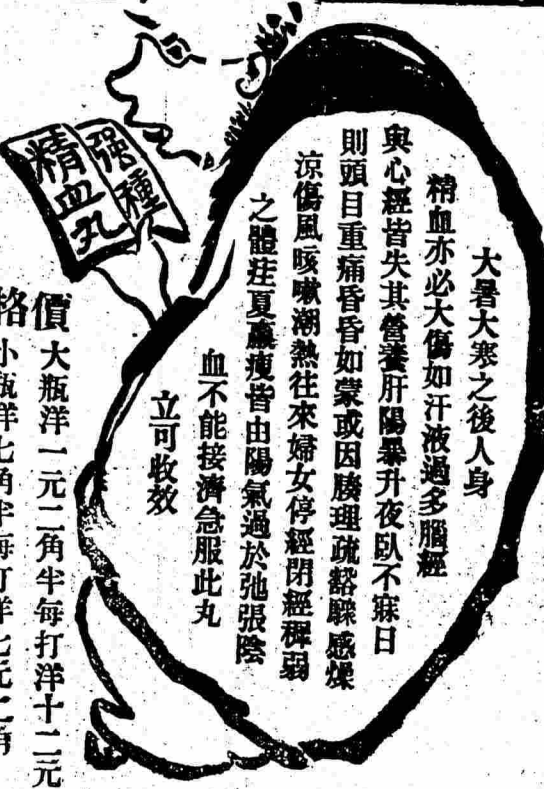 强種
精血丸
大暑大寒之後人身
精血亦必大傷如汗液過多腦經
與心經皆失其營養肝陽暴升夜臥不寐日
則頭目重痛昏昏如蒙或因腠理疏豁驟感燥
涼傷風咳嗽潮熱往來婦女停經閉經穉弱
之體疰夏羸瘦皆由陽氣過於弛張陰
血不能接濟急服此丸
立可收效
價 大瓶洋一元二角半每打洋十二元
格 小瓶洋七角半每打洋七元二角